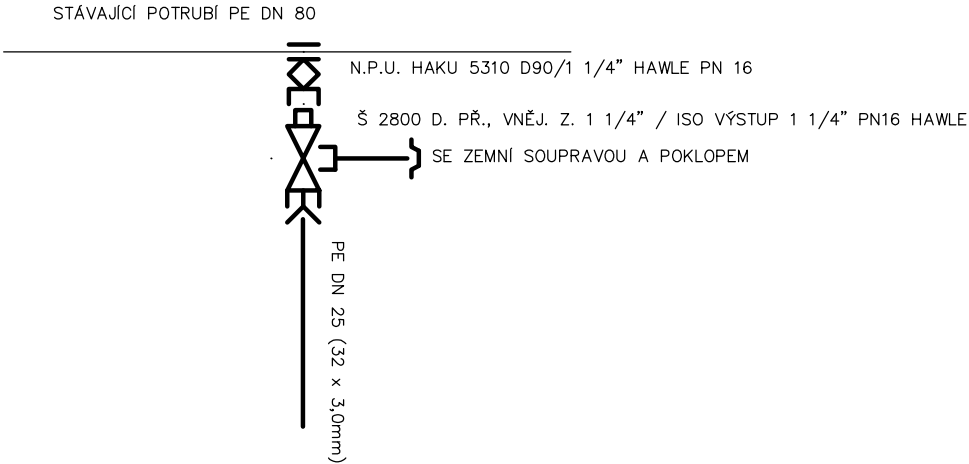 STÁVAJÍCÍ POTRUBÍ PE DN 80
N.P.U. HAKU 5310 D90/1 1/4" HAWLE PN 16
Š 2800 D. PŘ., VNĚJ. Z. 1 1/4" / ISO VÝSTUP 1 1/4" PN16 HAWLE
SE ZEMNÍ SOUPRAVOU A POKLOPEM
PE DN 25 (32 x 3,0mm)